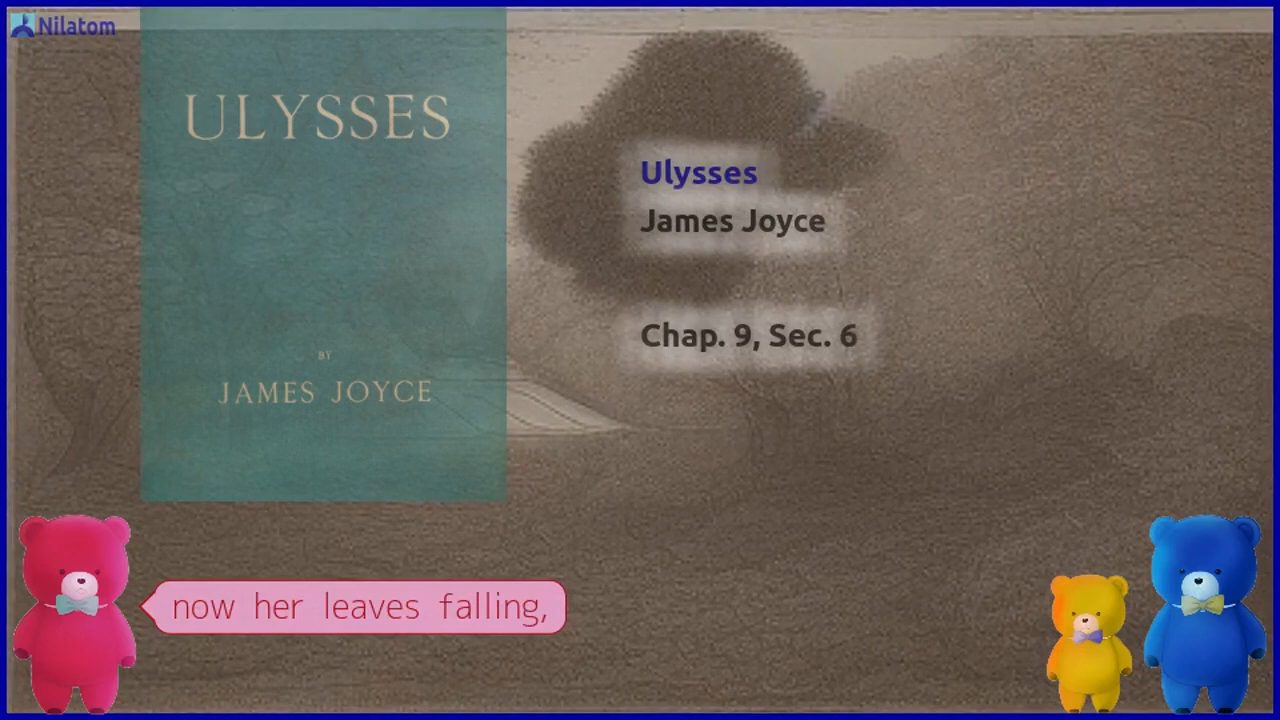 Nilatom
ULYSSES
BY
JAMES JOYCE
Ulysses
James Joyce
Chap. 9, Sec. 6
now her leaves falling,